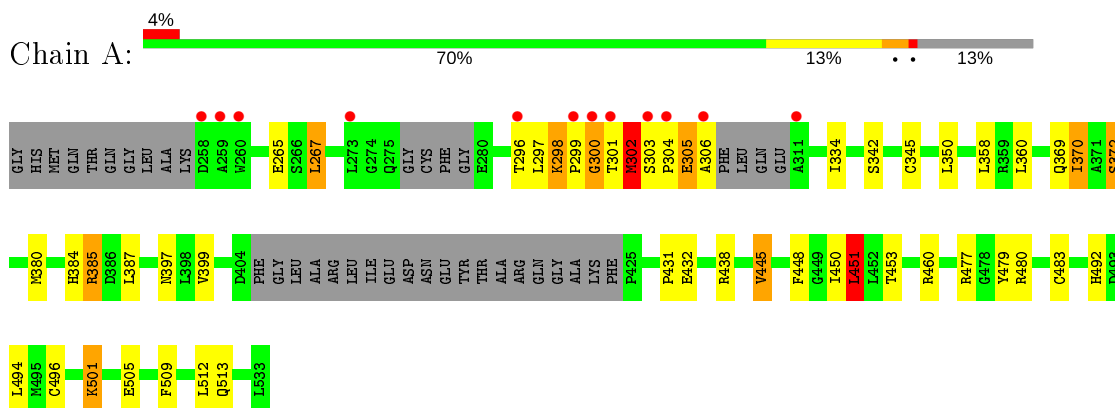 4%
Chain A:
70% 13% • • 13%
GLY HIS MET GLN THR GLN GLY LEU ALA LYS D258 A259 W260 E265 S266 L267 L273 G274 Q275 GLY CYS PHE GLY E280 T296 L297 K298 P299 G300 T301 M302 S303 P304 E305 A306 PHE LEU GLN GLU A311 I334 S342 C345 L350 L358 R359 L360 Q369 I370 A371 S372
M380 H384 R385 D386 L387 N397 L398 V399 D404 PHE GLY LEU ALA ARG LEU ILE GLU ASP ASN GLU TYR THR ALA ARG GLN GLY ALA LYS PHE P425 P431 E432 R438 V465 F448 G449 I450 L451 L452 T453 R460 R477 G478 Y479 R480 C483 H492 D493
L494 M495 C496 K501 E505 F509 L512 Q513 L533